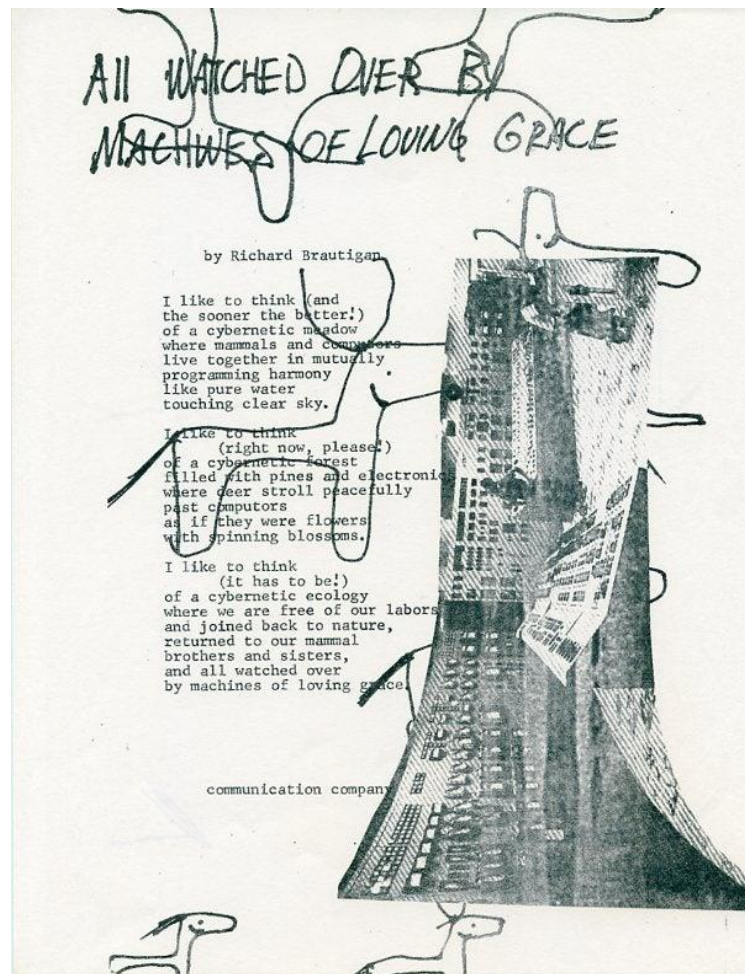 All WATCHED OVER BY
MACHINES OF LOVING GRACE
by Richard Brautigan
I like to think (and
the sooner the better!)
of a cybernetic meadow
where mammals and computors
live together in mutually
programming harmony
like pure water
touching clear sky.
I like to think
(right now, please!)
of a cybernetic forest
filled with pines and electronics
where deer stroll peacefully
past computors
as if they were flowers
with spinning blossoms.
I like to think
(it has to be!)
of a cybernetic ecology
where we are free of our labors
and joined back to nature,
returned to our mammal
brothers and sisters,
and all watched over
by machines of loving grace.
communication company